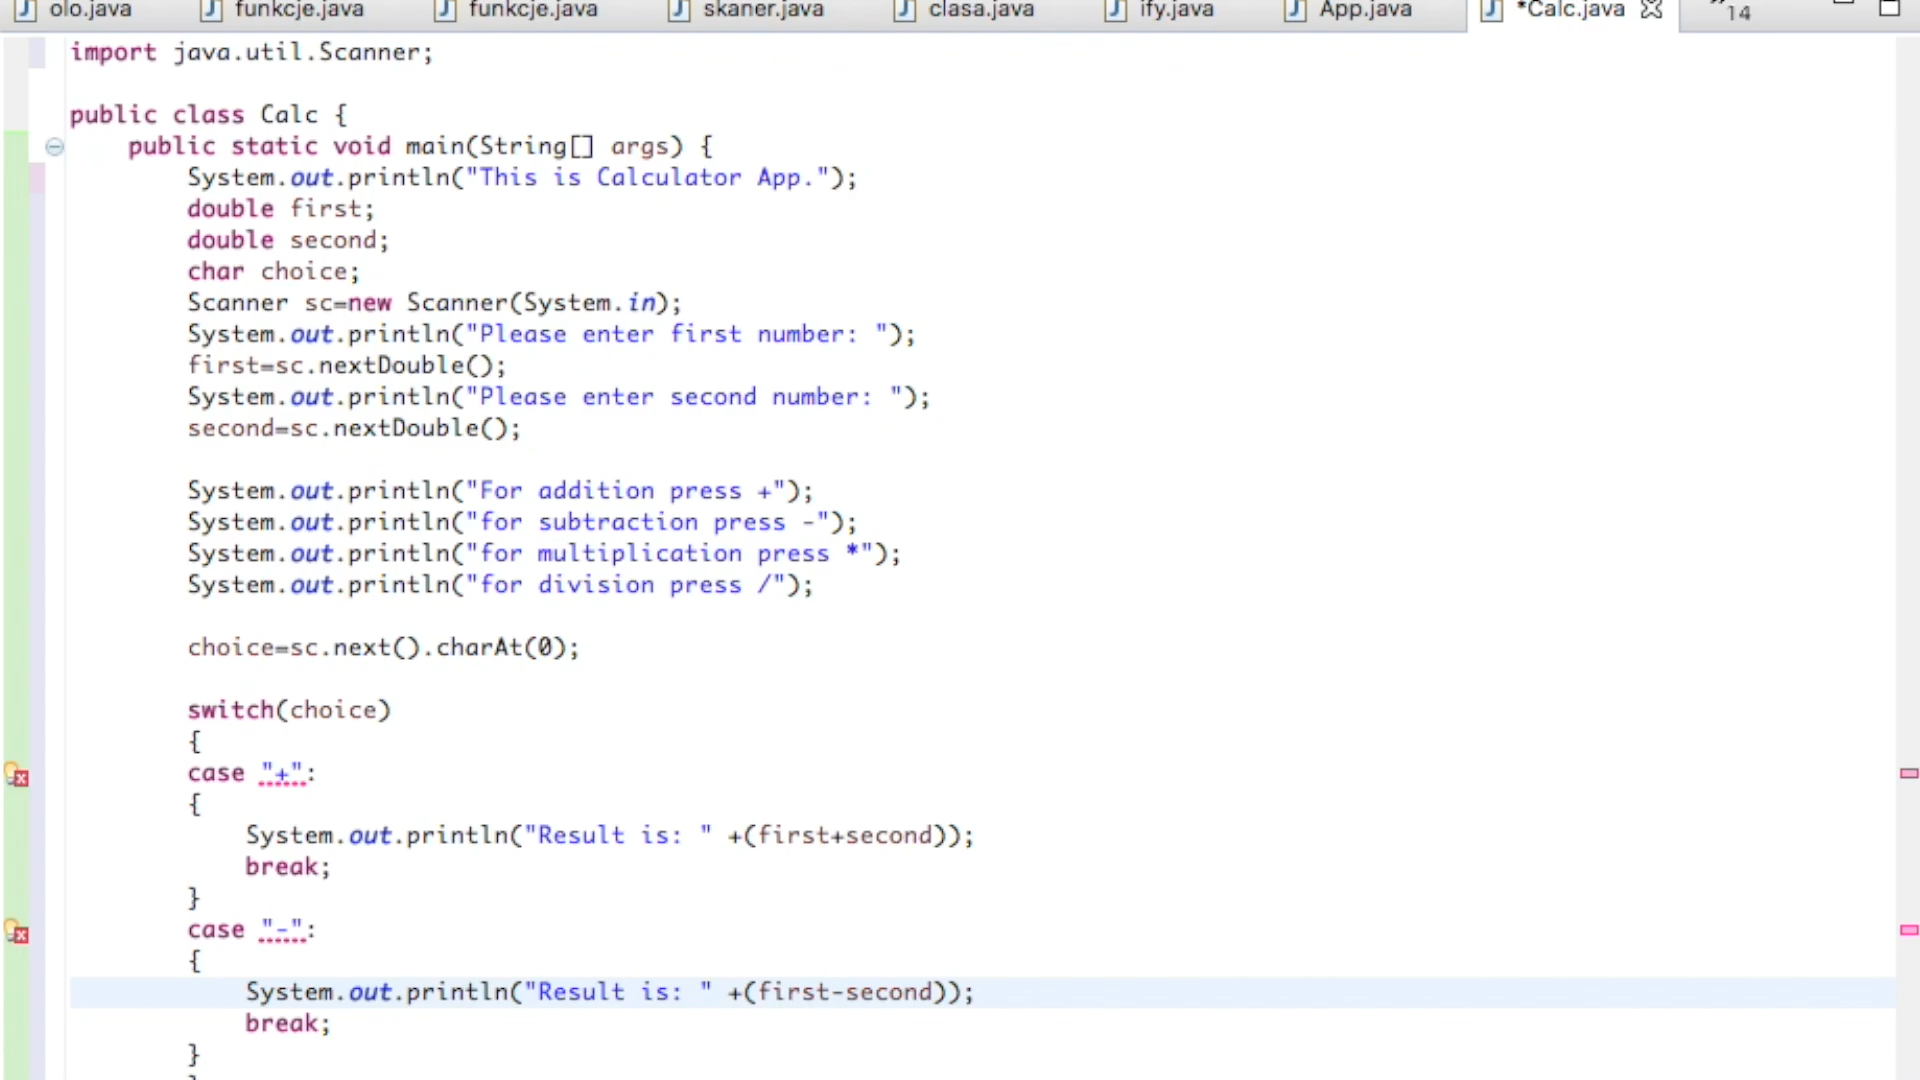 olo.java funkcje.java funkcje.java skaner.java clasa.java ify.java App.java *Calc.java 14
import java.util.Scanner;
public class Calc {
public static void main(String[] args) {
System.out.println("This is Calculator App.");
double first;
double second;
char choice;
Scanner sc=new Scanner(System.in);
System.out.println("Please enter first number: ");
first=sc.nextDouble();
System.out.println("Please enter second number: ");
second=sc.nextDouble();
System.out.println("For addition press +");
System.out.println("for subtraction press -");
System.out.println("for multiplication press *");
System.out.println("for division press /");
choice=sc.next().charAt(0);
switch(choice)
{
case "+":
{
System.out.println("Result is: " +(first+second));
break;
}
case "-":
{
System.out.println("Result is: " +(first-second));
break;
}